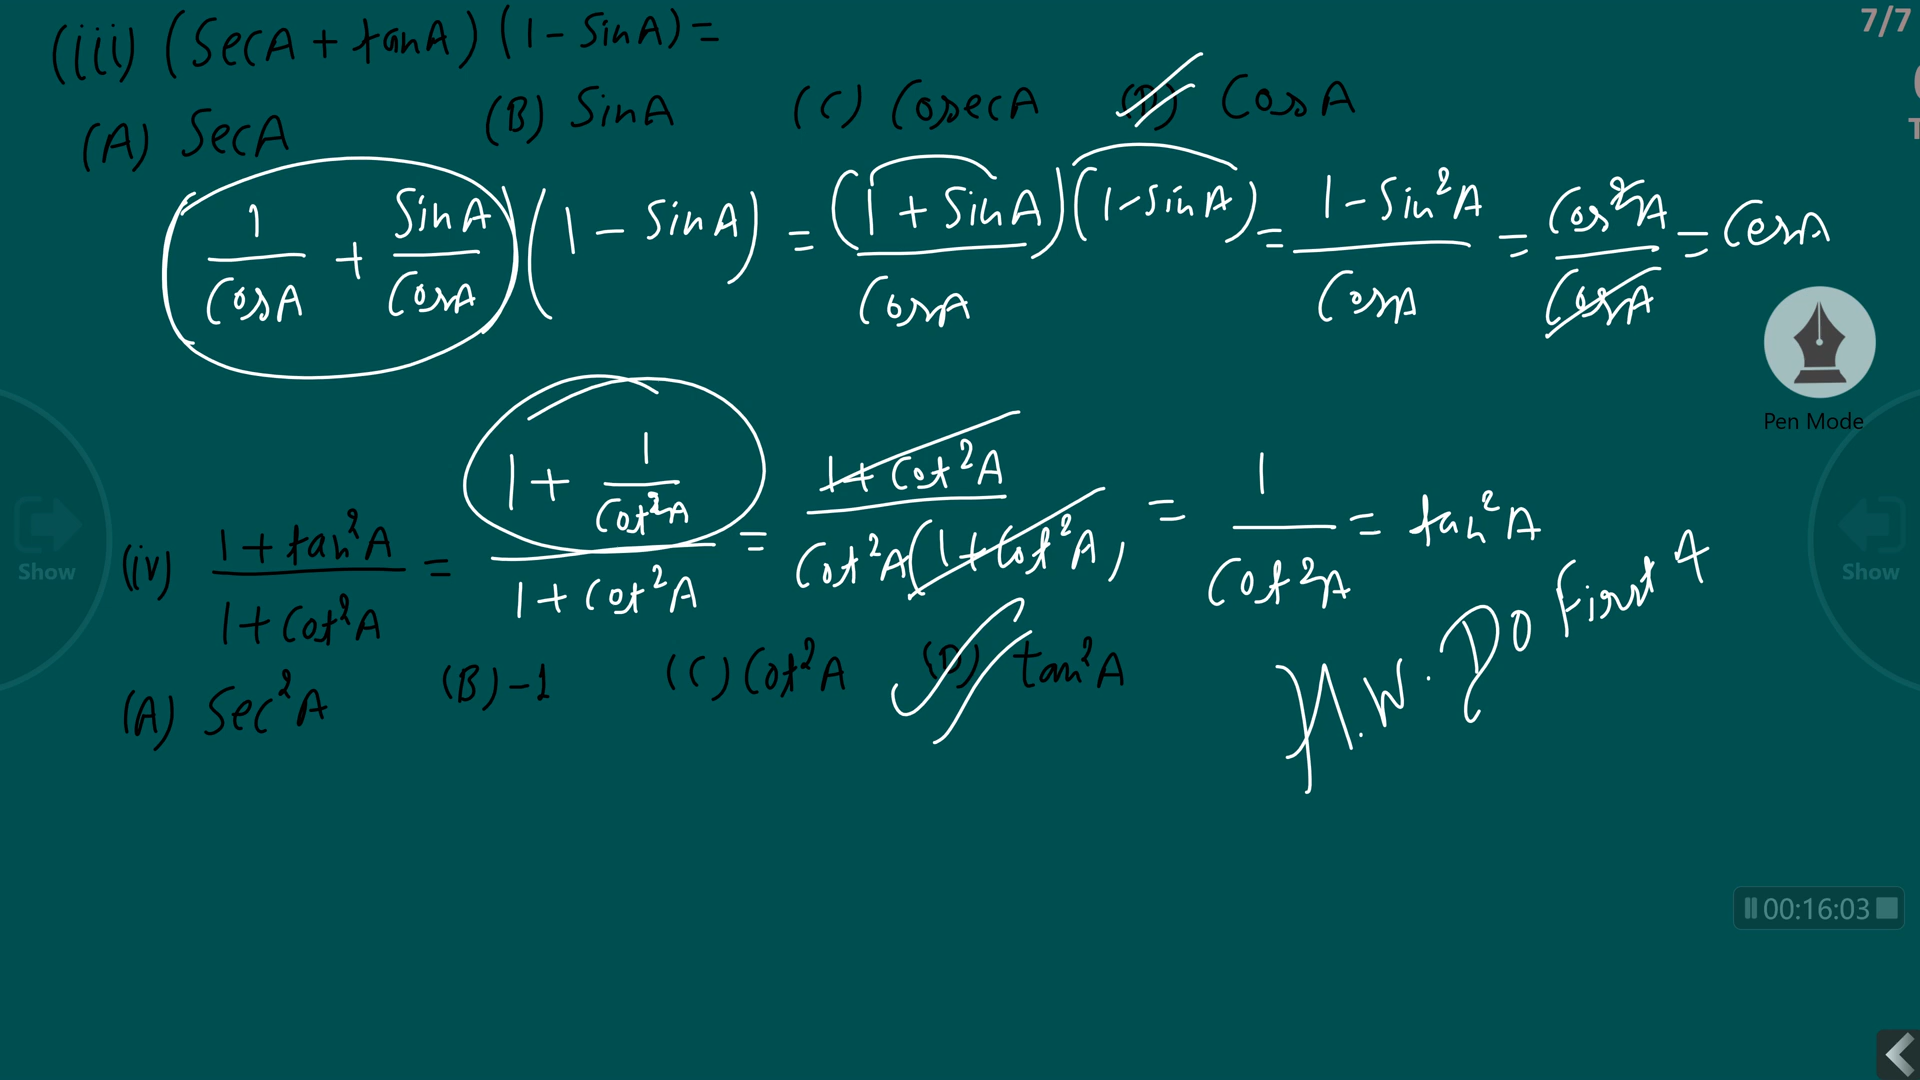 7/7
(iii) (SecA + tanA) (1 - SinA) =
(A) SecA (B) SinA (C) CosecA (D) CosA
(1/CosA + SinA/CosA) (1 - SinA) = (1 + SinA)(1 - SinA)/CosA = 1 - Sin²A/CosA = Cos²A/CosA = CosA
Pen Mode
(iv) 1 + tan²A/1 + Cot²A = 1 + 1/Cot²A/1 + Cot²A = 1 + Cot²A/Cot²A(1 + Cot²A) = 1/Cot²A = tan²A
Show
Show
(A) Sec²A (B) -1 (C) Cot²A (D) tan²A
H.W. Do First 4
00:16:03